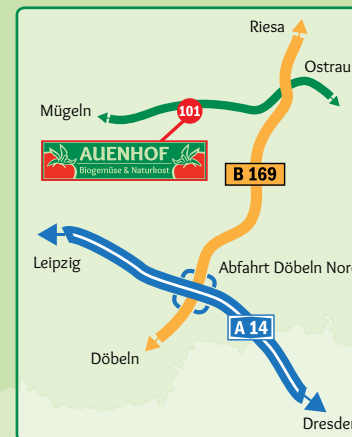 Riesa
Ostrau
Mügeln
101
AUENHOF
Biogemüse & Naturkost
B 169
Leipzig
Abfahrt Döbeln Nord
A 14
Döbeln
Dresden